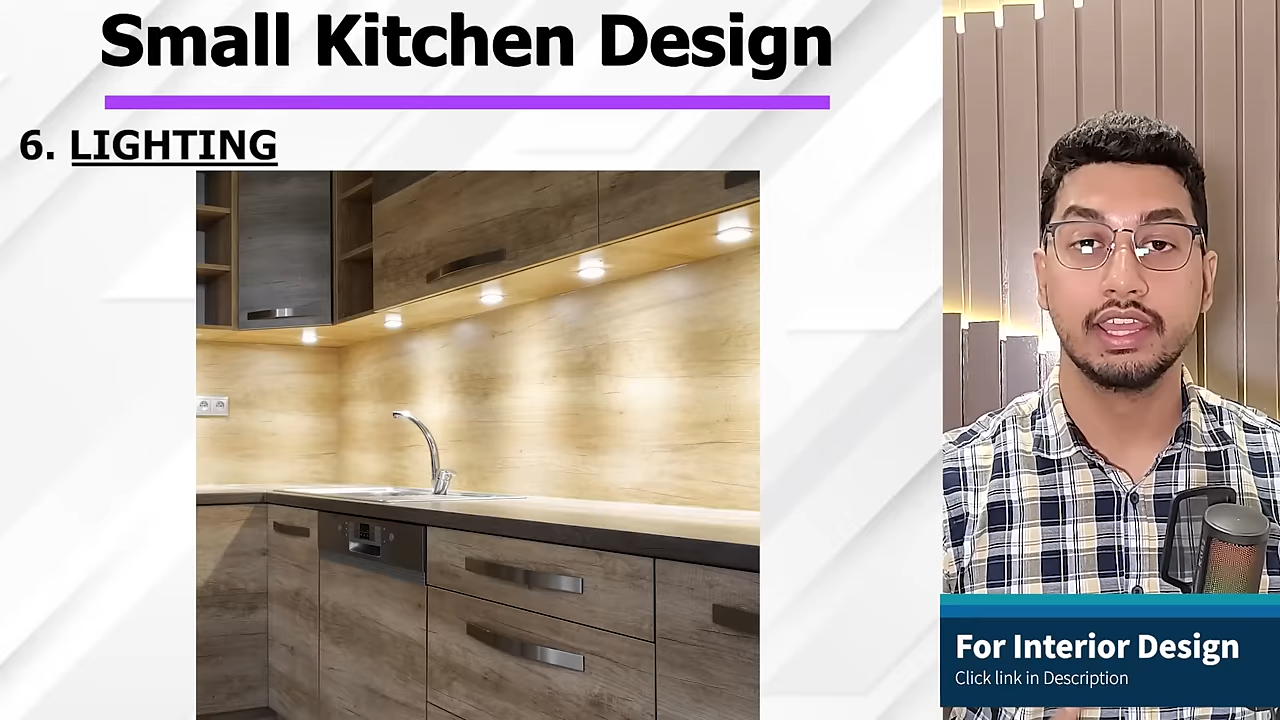 Small Kitchen Design
6. LIGHTING
For Interior Design
Click link in Description